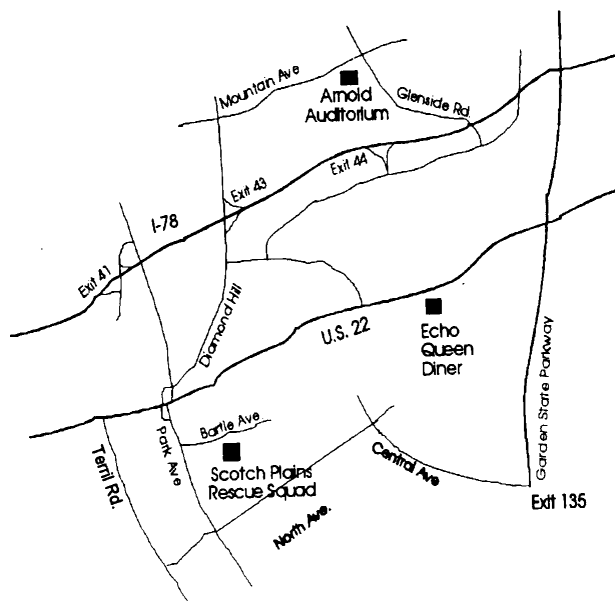 Mountain Ave
Arnold
Auditorium
Glenside Rd.
Exit 44
Exit 43
I-78
Exit 41
Diamond Hill
U.S. 22
Echo
Queen
Diner
Garden State Parkway
Bartle Ave
Park Ave
Terril Rd.
Scotch Plains
Rescue Squad
Central Ave
Exit 135
North Ave.